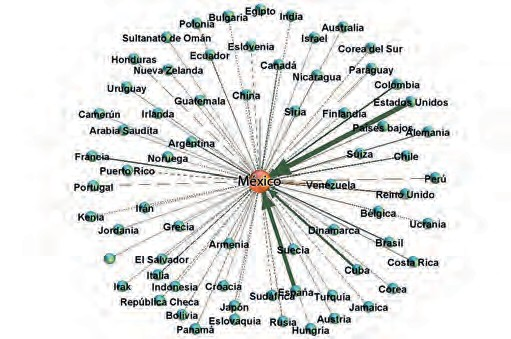 Egipto
Bulgaria
India
Polonia
Australia
Sultanato de Omán
Israel
Eslovenia
Corea del Sur
Ecuador
Honduras
Canadá
Nueva Zelanda
Paraguay
Nicaragua
Colombia
Uruguay
China
Guatemala
Estados Unidos
Camerún
Irlanda
Siria
Finlandia
Paises bajos
Arabia Saudita
Alemania
Argentina
Francia
Noruega
Suiza
Chile
Puerto Rico
México
Perú
Portugal
Venezuela
Reino Unido
Irán
Kenia
Bélgica
Jordania
Grecia
Ucrania
Dinamarca
Armenia
Brasil
Suecia
El Salvador
Costa Rica
Cuba
Italia
Irak
Indonesia
Croacia
Corea
República Checa
Sudáfrica
España
Turquía
Japón
Jamaica
Bolivia
Eslovaquia
Rusia
Austria
Panamá
Hungria